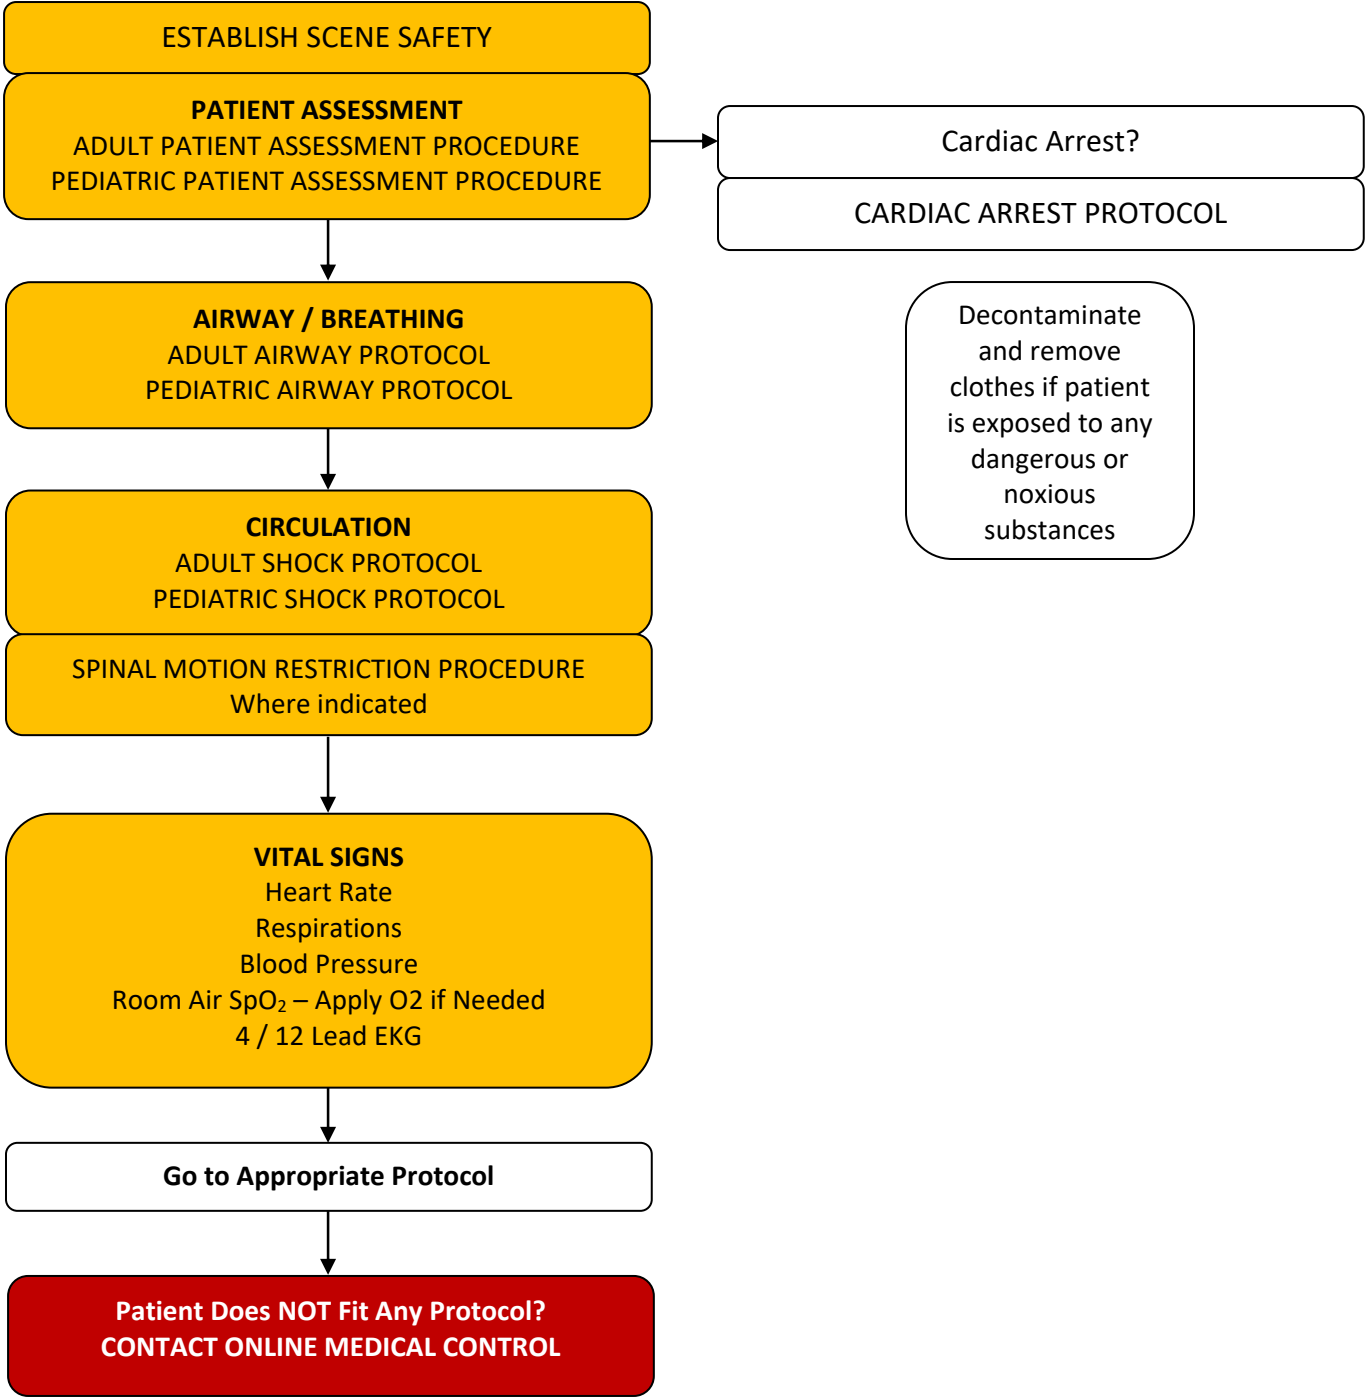 ESTABLISH SCENE SAFETY
PATIENT ASSESSMENT
ADULT PATIENT ASSESSMENT PROCEDURE
PEDIATRIC PATIENT ASSESSMENT PROCEDURE
Cardiac Arrest?
CARDIAC ARREST PROTOCOL
AIRWAY / BREATHING
ADULT AIRWAY PROTOCOL
PEDIATRIC AIRWAY PROTOCOL
Decontaminate
and remove
clothes if patient
is exposed to any
dangerous or
noxious
substances
CIRCULATION
ADULT SHOCK PROTOCOL
PEDIATRIC SHOCK PROTOCOL
SPINAL MOTION RESTRICTION PROCEDURE
Where indicated
VITAL SIGNS
Heart Rate
Respirations
Blood Pressure
Room Air SpO₂ – Apply O2 if Needed
4 / 12 Lead EKG
Go to Appropriate Protocol
Patient Does NOT Fit Any Protocol?
CONTACT ONLINE MEDICAL CONTROL